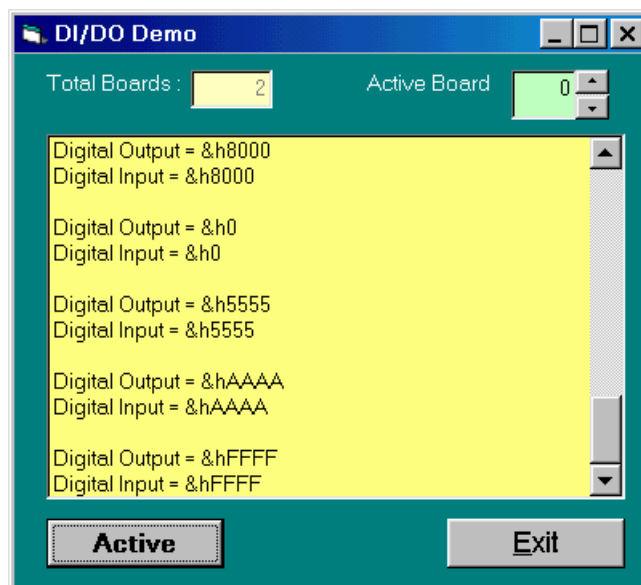 DI/DO Demo
Total Boards : 2 Active Board 0
Digital Output = &h8000
Digital Input = &h8000
Digital Output = &h0
Digital Input = &h0
Digital Output = &h5555
Digital Input = &h5555
Digital Output = &hAAAA
Digital Input = &hAAAA
Digital Output = &hFFFF
Digital Input = &hFFFF
Active Exit